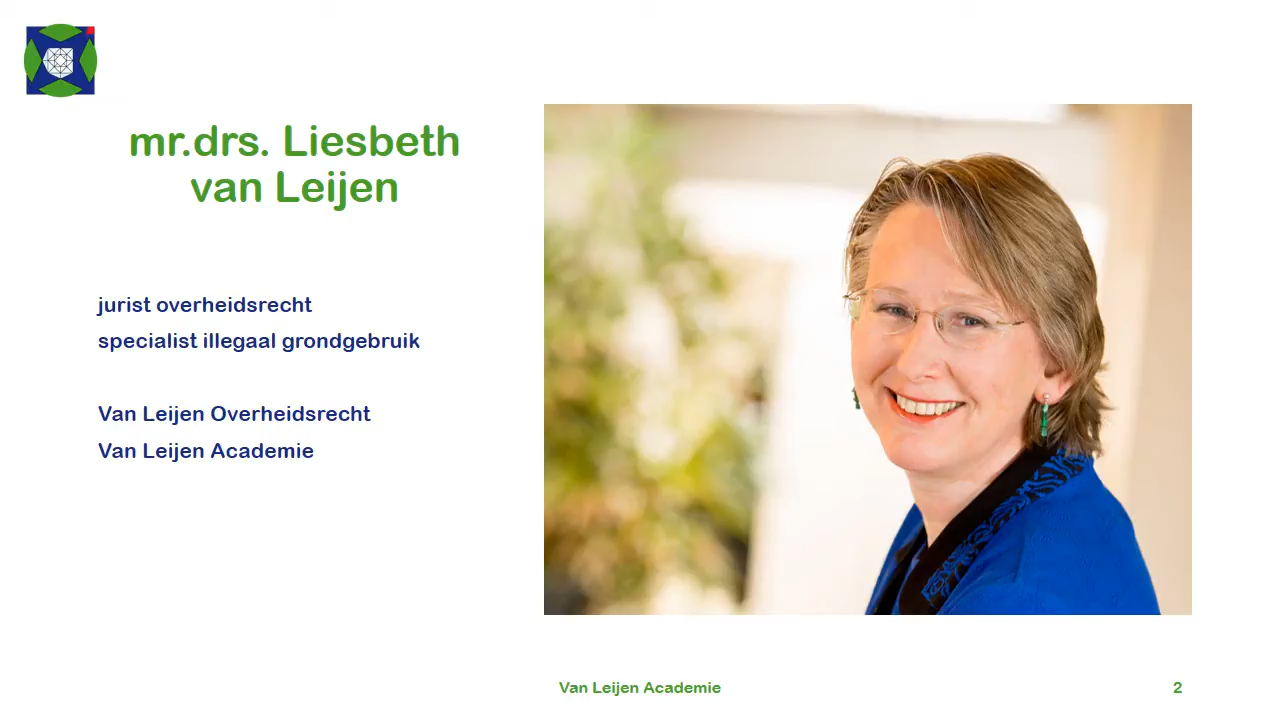 mr.drs. Liesbeth
van Leijen
jurist overheidsrecht
specialist illegaal grondgebruik
Van Leijen Overheidsrecht
Van Leijen Academie
Van Leijen Academie
2